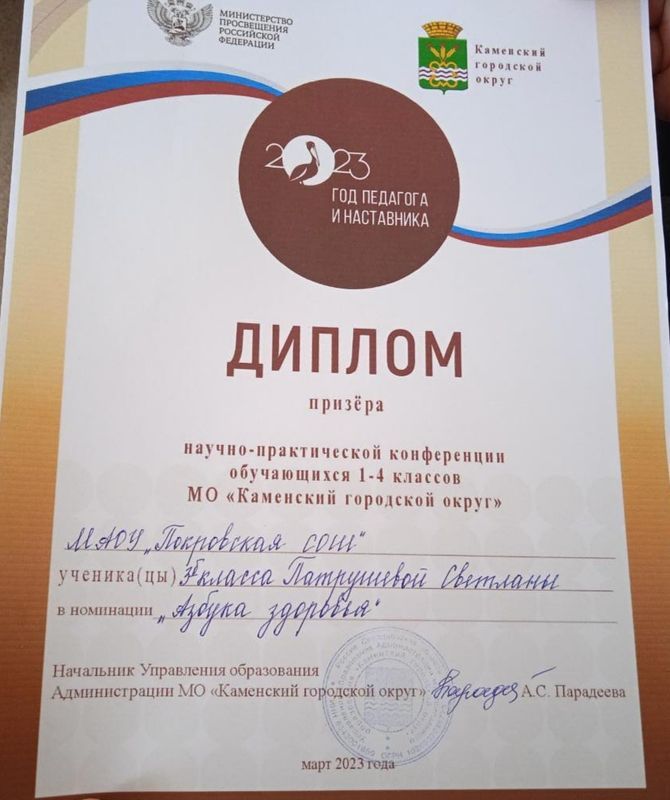 МИНИСТЕРСТВО
ПРОСВЕЩЕНИЯ
РОССИЙСКОЙ
ФЕДЕРАЦИИ
Каменский
городской
округ
2023
ГОД ПЕДАГОГА
И НАСТАВНИКА
ДИПЛОМ
призёра
научно-практической конференции
обучающихся 1-4 классов
МО «Каменский городской округ»
МАОУ „Покровская СОШ“
ученика(цы) 3 класса Патрушевой Светланы
в номинации „Азбука здоровья“
Начальник Управления образования
Администрации МО «Каменский городской округ» А.С. Парадеева
март 2023 года